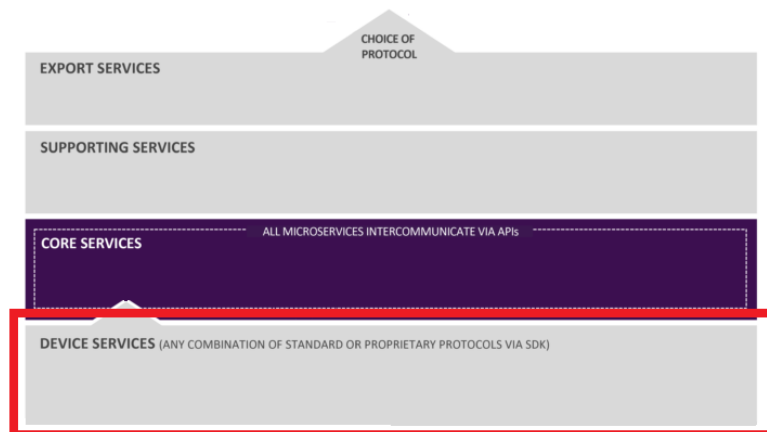 CHOICE OF
PROTOCOL
EXPORT SERVICES
SUPPORTING SERVICES
ALL MICROSERVICES INTERCOMMUNICATE VIA APIs
CORE SERVICES
DEVICE SERVICES (ANY COMBINATION OF STANDARD OR PROPRIETARY PROTOCOLS VIA SDK)